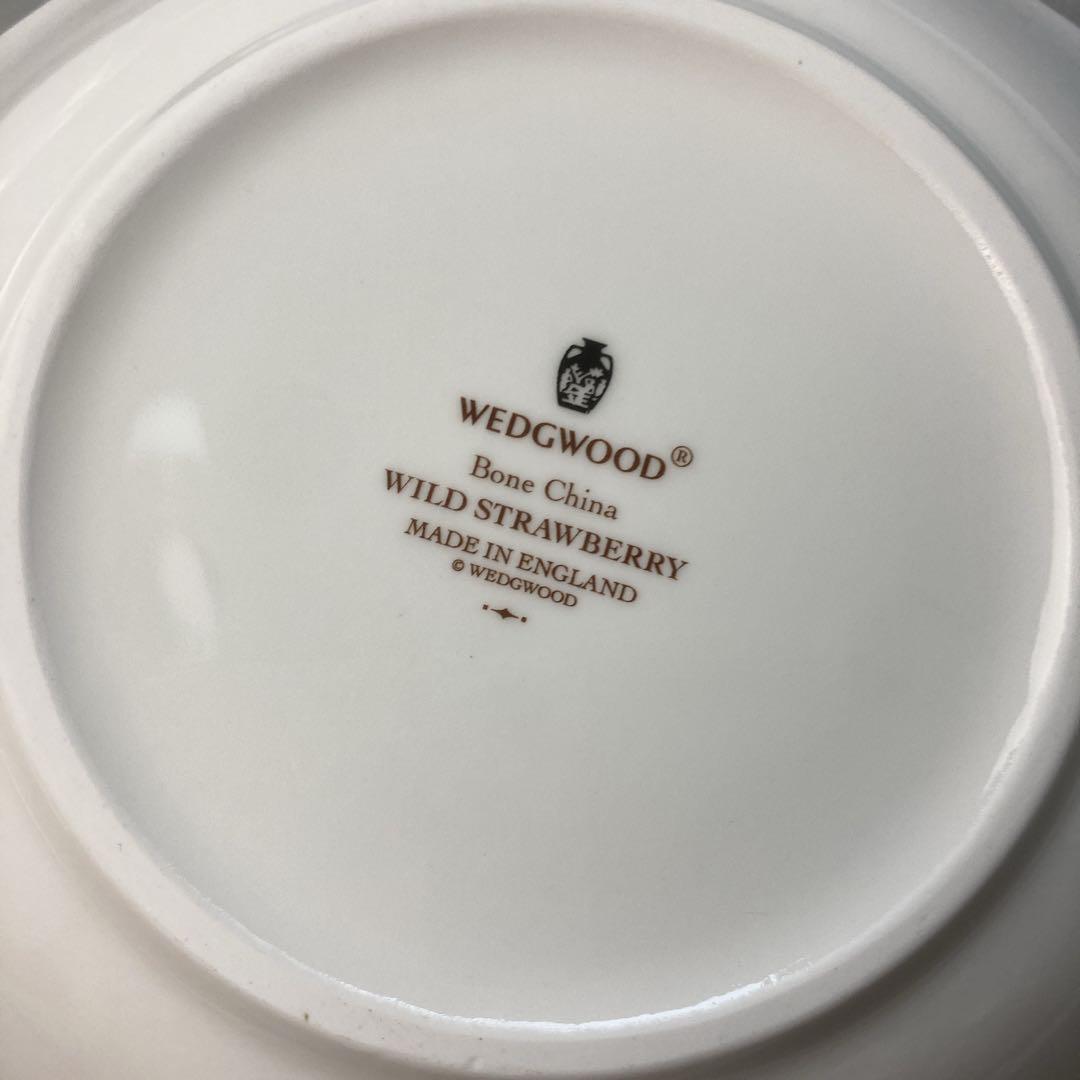 WEDGWOOD®
Bone China
WILD STRAWBERRY
MADE IN ENGLAND
© WEDGWOOD